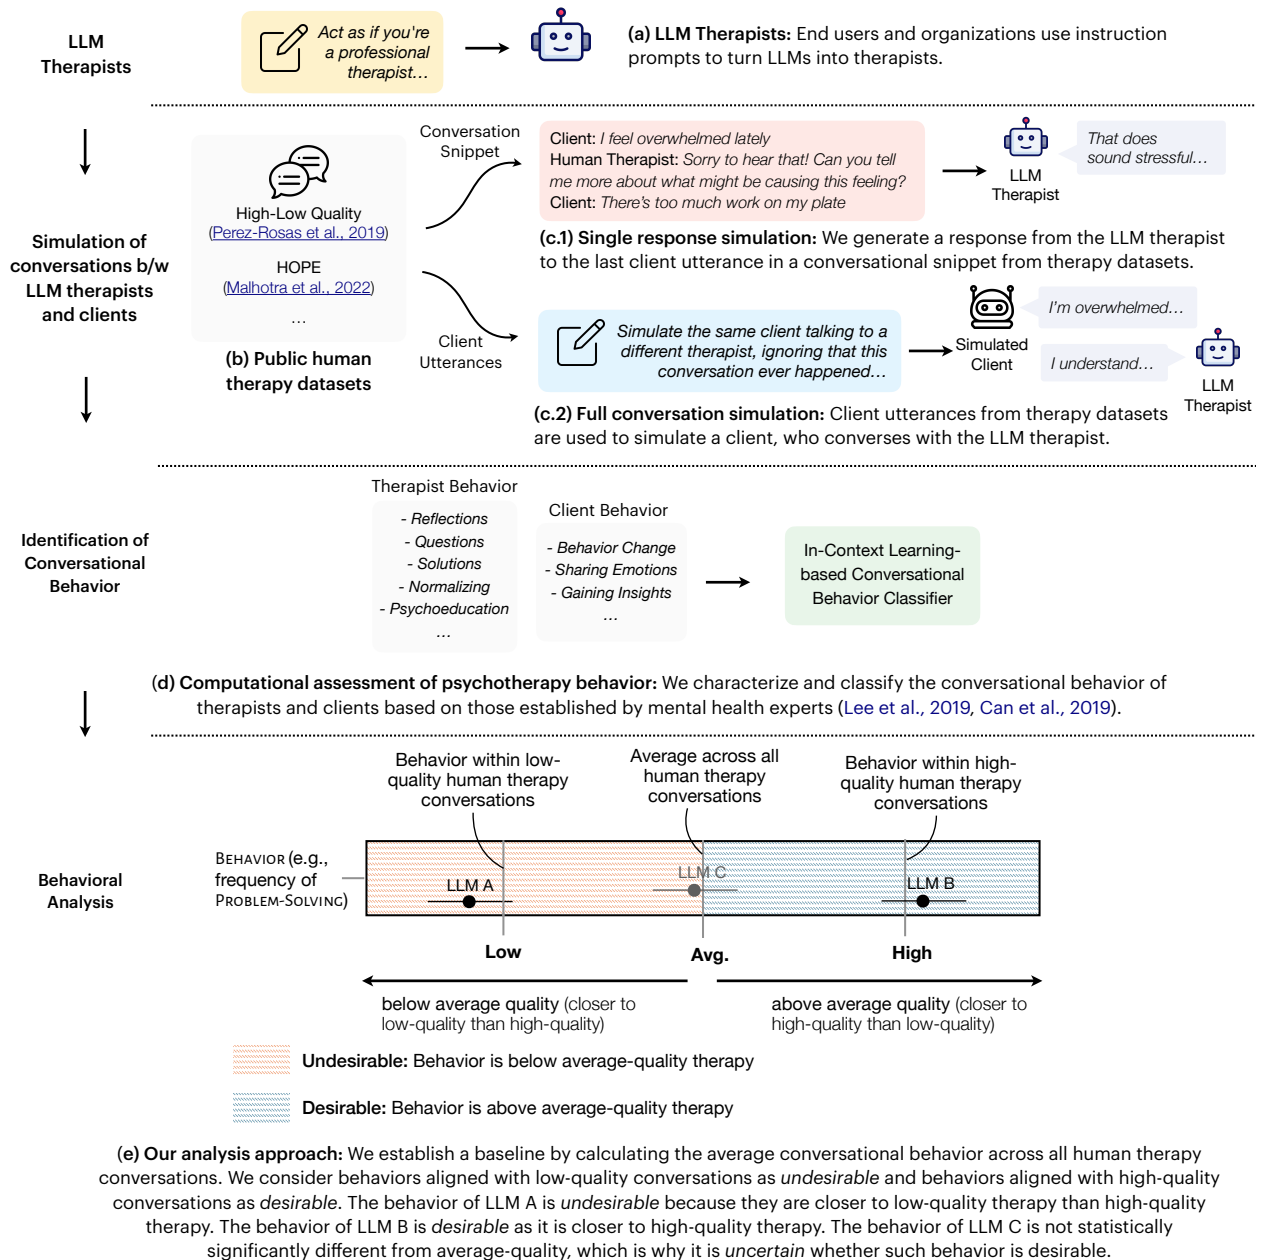 LLM
Therapists
Act as if you're
a professional
therapist...
(a) LLM Therapists: End users and organizations use instruction
prompts to turn LLMs into therapists.
Simulation of
conversations b/w
LLM therapists
and clients
High-Low Quality
(Perez-Rosas et al., 2019)
HOPE
(Malhotra et al., 2022)
...
(b) Public human
therapy datasets
Conversation
Snippet
Client: I feel overwhelmed lately
Human Therapist: Sorry to hear that! Can you tell
me more about what might be causing this feeling?
Client: There's too much work on my plate
LLM
Therapist
That does
sound stressful...
(c.1) Single response simulation: We generate a response from the LLM therapist
to the last client utterance in a conversational snippet from therapy datasets.
Client
Utterances
Simulate the same client talking to a
different therapist, ignoring that this
conversation ever happened...
Simulated
Client
I'm overwhelmed...
I understand...
LLM
Therapist
(c.2) Full conversation simulation: Client utterances from therapy datasets
are used to simulate a client, who converses with the LLM therapist.
Identification of
Conversational
Behavior
Therapist Behavior
- Reflections
- Questions
- Solutions
- Normalizing
- Psychoeducation
...
Client Behavior
- Behavior Change
- Sharing Emotions
- Gaining Insights
...
In-Context Learning-
based Conversational
Behavior Classifier
(d) Computational assessment of psychotherapy behavior: We characterize and classify the conversational behavior of
therapists and clients based on those established by mental health experts (Lee et al., 2019, Can et al., 2019).
Behavioral
Analysis
Behavior within low-
quality human therapy
conversations
Average across all
human therapy
conversations
Behavior within high-
quality human therapy
conversations
BEHAVIOR (e.g.,
frequency of
PROBLEM-SOLVING)
LLM A
LLM C
LLM B
Low
Avg.
High
below average quality (closer to
low-quality than high-quality)
above average quality (closer to
high-quality than low-quality)
Undesirable: Behavior is below average-quality therapy
Desirable: Behavior is above average-quality therapy
(e) Our analysis approach: We establish a baseline by calculating the average conversational behavior across all human therapy
conversations. We consider behaviors aligned with low-quality conversations as undesirable and behaviors aligned with high-quality
conversations as desirable. The behavior of LLM A is undesirable because they are closer to low-quality therapy than high-quality
therapy. The behavior of LLM B is desirable as it is closer to high-quality therapy. The behavior of LLM C is not statistically
significantly different from average-quality, which is why it is uncertain whether such behavior is desirable.